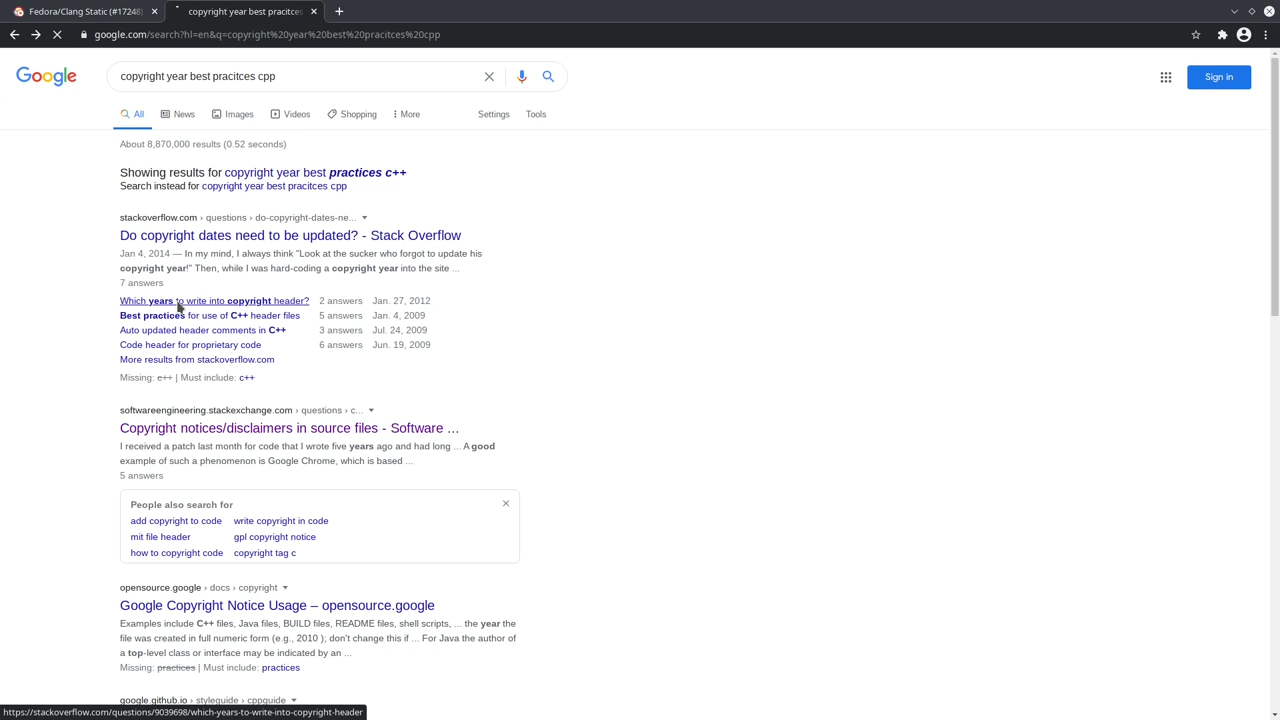 Fedora/Clang Static (#17248)
copyright year best pracitces
google.com/search?hl=en&q=copyright%20year%20best%20pracitces%20cpp
Google
copyright year best pracitces cpp
Sign in
All
News
Images
Videos
Shopping
More
Settings
Tools
About 8,870,000 results (0.52 seconds)
Showing results for copyright year best practices c++
Search instead for copyright year best pracitces cpp
stackoverflow.com › questions › do-copyright-dates-ne...
Do copyright dates need to be updated? - Stack Overflow
Jan 4, 2014 — In my mind, I always think "Look at the sucker who forgot to update his
copyright year!" Then, while I was hard-coding a copyright year into the site ...
7 answers
Which years to write into copyright header? 2 answers Jan. 27, 2012
Best practices for use of C++ header files 5 answers Jan. 4, 2009
Auto updated header comments in C++ 3 answers Jul. 24, 2009
Code header for proprietary code 6 answers Jun. 19, 2009
More results from stackoverflow.com
Missing: c++ | Must include: c++
softwareengineering.stackexchange.com › questions › c...
Copyright notices/disclaimers in source files - Software ...
I received a patch last month for code that I wrote five years ago and had long ... A good
example of such a phenomenon is Google Chrome, which is based ...
5 answers
People also search for
add copyright to code write copyright in code
mit file header gpl copyright notice
how to copyright code copyright tag c
opensource.google › docs › copyright
Google Copyright Notice Usage – opensource.google
Examples include C++ files, Java files, BUILD files, README files, shell scripts, ... the year the
file was created in full numeric form (e.g., 2010 ); don't change this if ... For Java the author of
a top-level class or interface may be indicated by an ...
Missing: practices | Must include: practices
google.github.io › styleguide › cppguide
https://stackoverflow.com/questions/9039698/which-years-to-write-into-copyright-header